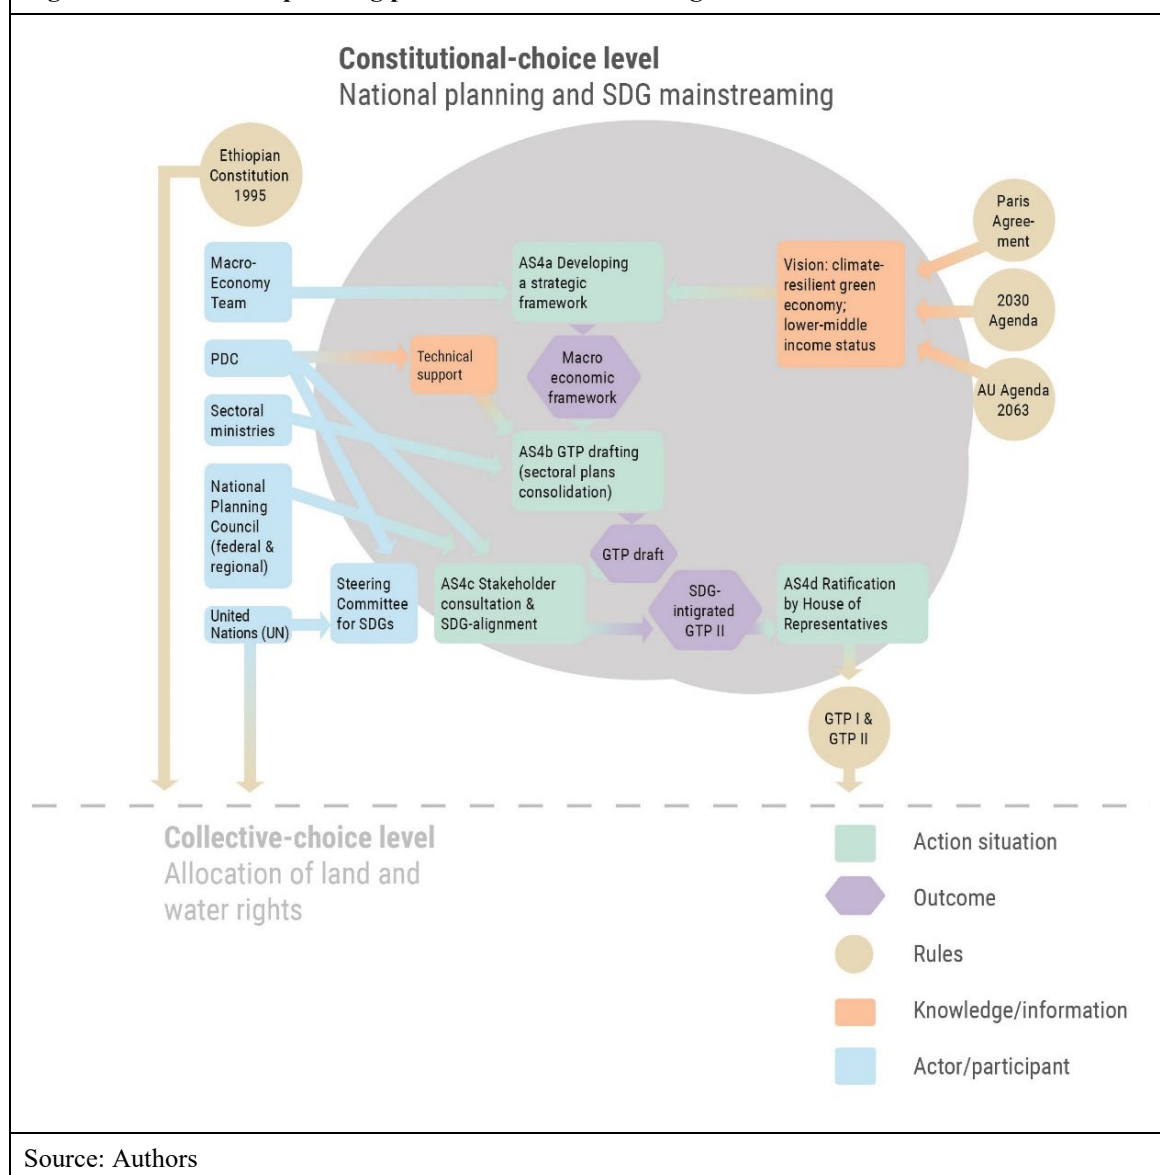 Constitutional-choice level
National planning and SDG mainstreaming
Ethiopian
Constitution
1995
Macro-
Economy
Team
PDC
Sectoral
ministries
National
Planning
Council
(federal &
regional)
United
Nations (UN)
Steering
Committee
for SDGs
Technical
support
AS4a Developing
a strategic
framework
Macro
economic
framework
AS4b GTP drafting
(sectoral plans
consolidation)
GTP draft
AS4c Stakeholder
consultation &
SDG-alignment
SDG-
intigrated
GTP II
AS4d Ratification
by House of
Representatives
Vision: climate-
resilient green
economy;
lower-middle
income status
Paris
Agree-
ment
2030
Agenda
AU Agenda
2063
GTP I &
GTP II
Collective-choice level
Allocation of land and
water rights
Action situation
Outcome
Rules
Knowledge/information
Actor/participant
Source: Authors